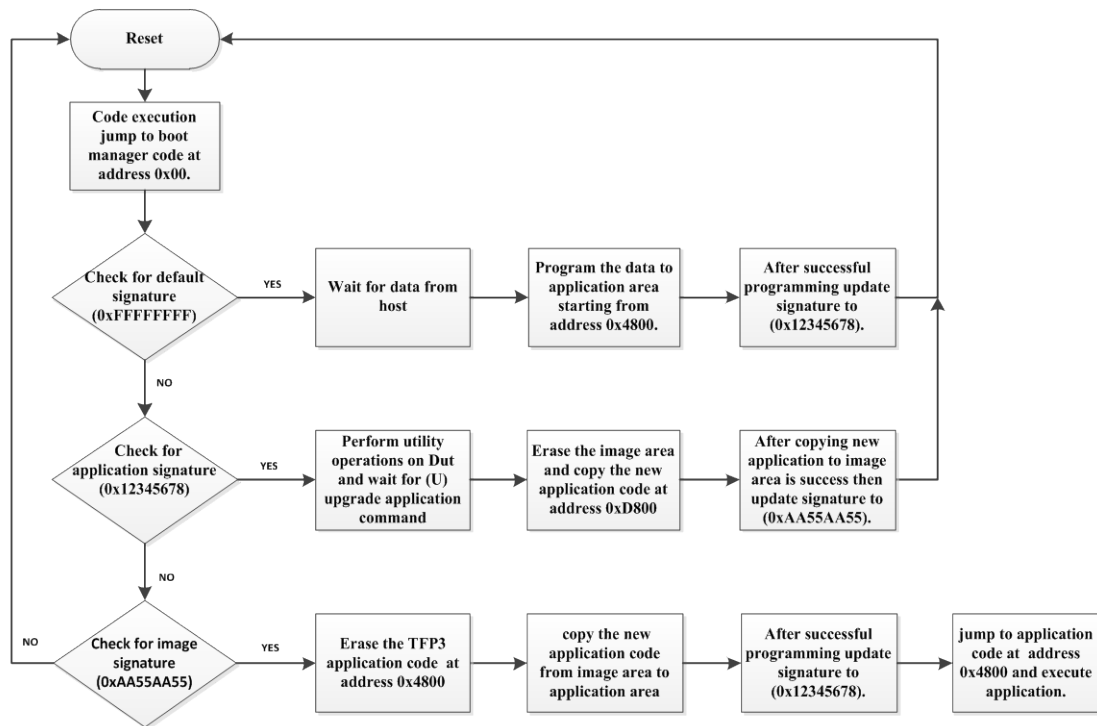 Reset
Code execution
jump to boot
manager code at
address 0x00.
Check for default
signature
(0xFFFFFFFF)
YES
Wait for data from
host
Program the data to
application area
starting from
address 0x4800.
After successful
programming update
signature to
(0x12345678).
NO
Check for
application signature
(0x12345678)
YES
Perform utility
operations on Dut
and wait for (U)
upgrade application
command
Erase the image area
and copy the new
application code at
address 0xD800
After copying new
application to image
area is success then
update signature to
(0xAA55AA55).
NO
NO
Check for image
signature
(0xAA55AA55)
YES
Erase the TFP3
application code at
address 0x4800
copy the new
application code
from image area to
application area
After successful
programming update
signature to
(0x12345678).
jump to application
code at address
0x4800 and execute
application.